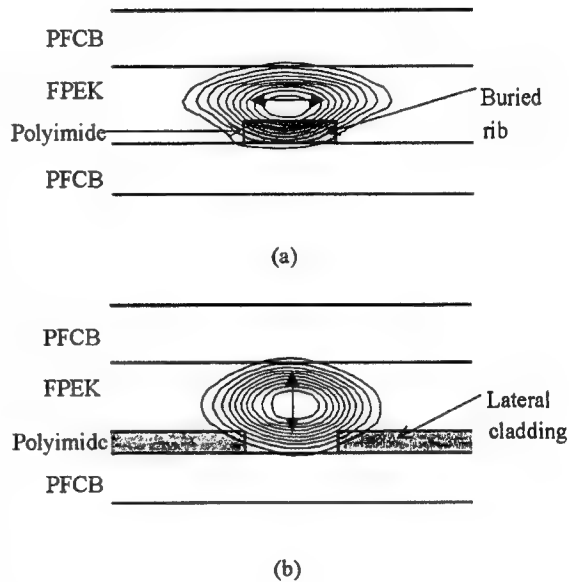 PFCB
FPEK
Buried
rib
Polyimide
PFCB
(a)
PFCB
FPEK
Lateral
cladding
Polyimide
PFCB
(b)